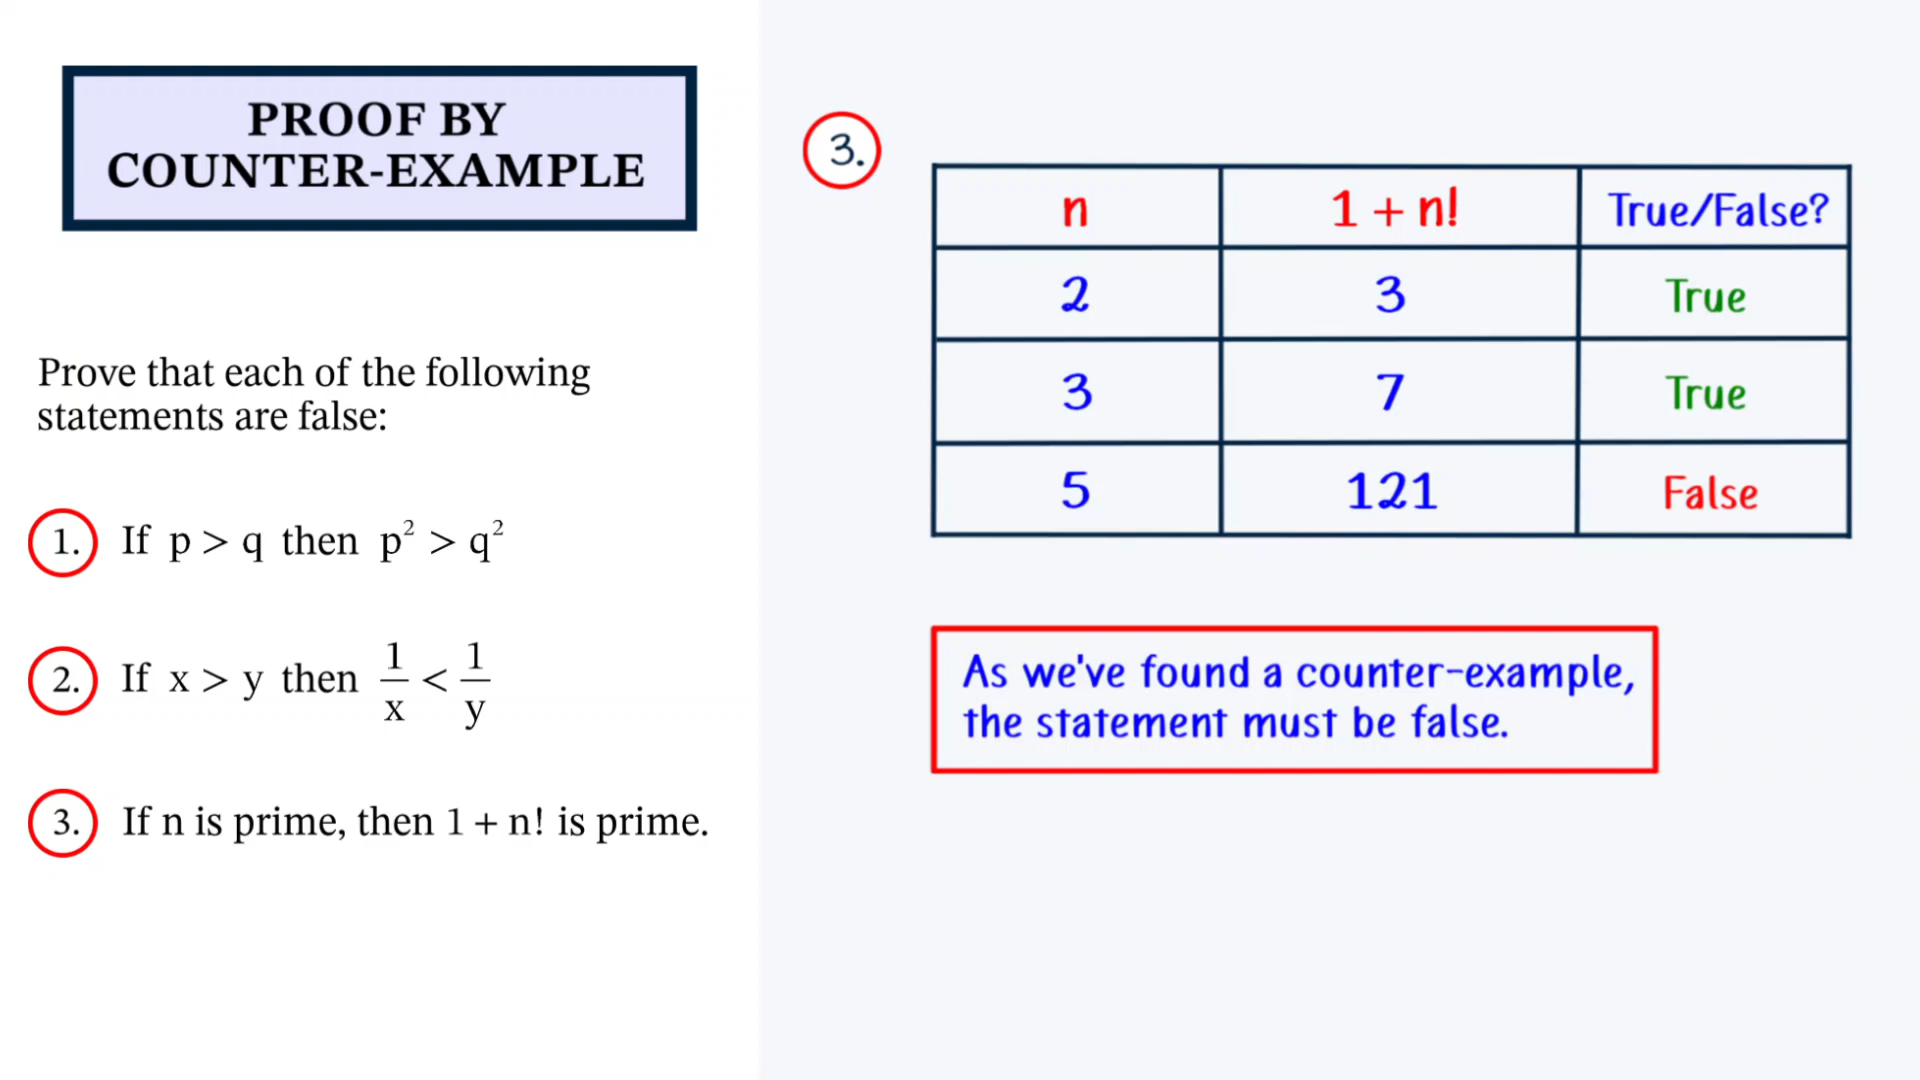 PROOF BY
COUNTER-EXAMPLE
Prove that each of the following
statements are false:
1. If p > q then p² > q²
2. If x > y then 1/x < 1/y
3. If n is prime, then 1 + n! is prime.
3.
n 1 + n! True/False?
2 3 True
3 7 True
5 121 False
As we've found a counter-example,
the statement must be false.